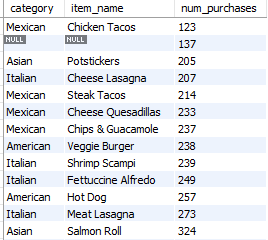 category item_name num_purchases
Mexican Chicken Tacos 123
NULL NULL 137
Asian Potstickers 205
Italian Cheese Lasagna 207
Mexican Steak Tacos 214
Mexican Cheese Quesadillas 233
Mexican Chips & Guacamole 237
American Veggie Burger 238
Italian Shrimp Scampi 239
Italian Fettuccine Alfredo 249
American Hot Dog 257
Italian Meat Lasagna 273
Asian Salmon Roll 324